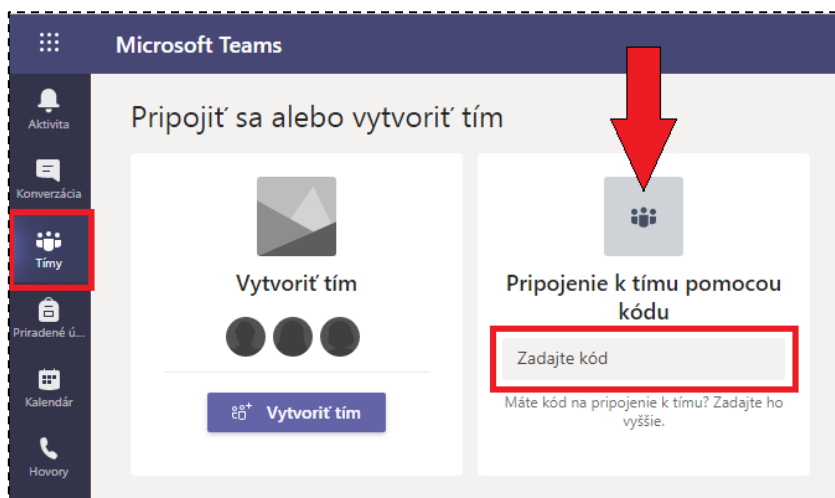 Microsoft Teams
Aktivita
Konverzácia
Tímy
Priradené ú...
Kalendár
Hovory
Pripojiť sa alebo vytvoriť tím
Vytvoriť tím
Vytvoriť tím
Pripojenie k tímu pomocou
kódu
Zadajte kód
Máte kód na pripojenie k tímu? Zadajte ho
vyššie.